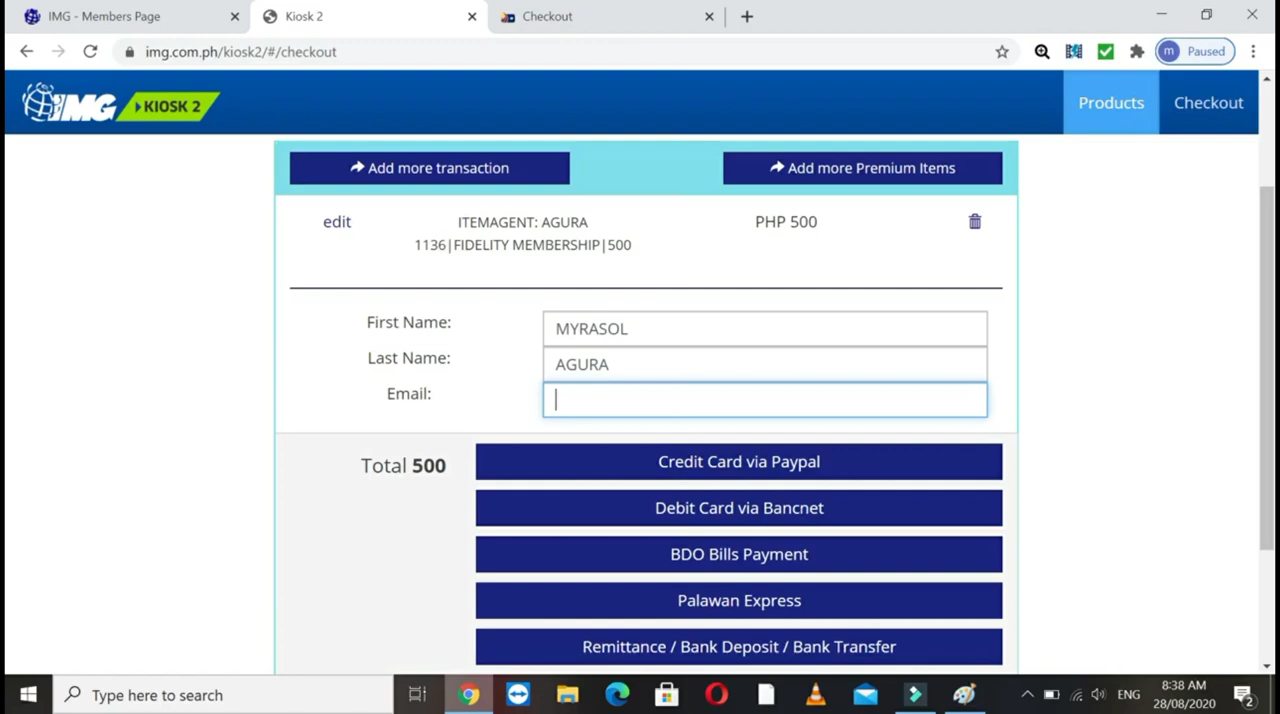 IMG - Members Page
Kiosk 2
Checkout
img.com.ph/kiosk2/#/checkout
m Paused
IMG KIOSK 2
Products
Checkout
Add more transaction
Add more Premium Items
edit
ITEMAGENT: AGURA
PHP 500
1136|FIDELITY MEMBERSHIP|500
First Name:
MYRASOL
Last Name:
AGURA
Email:
Total 500
Credit Card via Paypal
Debit Card via Bancnet
BDO Bills Payment
Palawan Express
Remittance / Bank Deposit / Bank Transfer
Type here to search
ENG
8:38 AM
28/08/2020
2